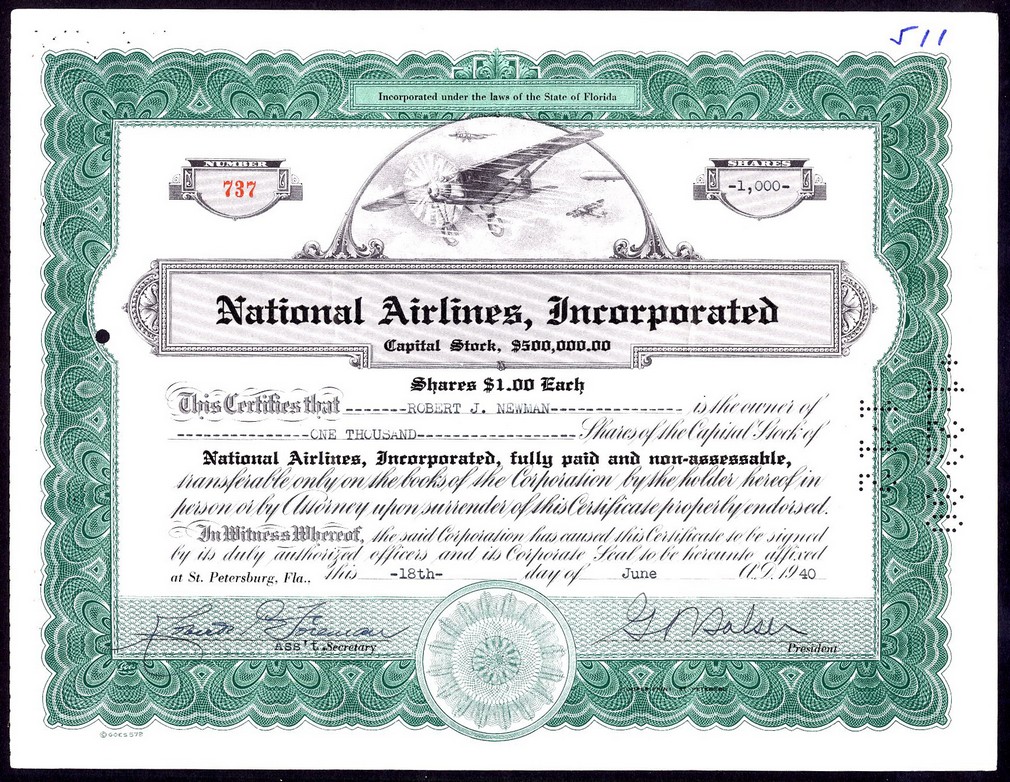 511
Incorporated under the laws of the State of Florida
NUMBER
737
SHARES
-1,000-
National Airlines, Incorporated
Capital Stock, $500,000.00
Shares $1.00 Each
This Certifies that -------ROBERT J. NEWMAN---------------- is the owner of
----------------ONE THOUSAND------------------- Shares of the Capital Stock of
National Airlines, Incorporated, fully paid and non-assessable,
transferable only on the books of the Corporation by the holder hereof in
person or by Attorney upon surrender of this Certificate properly endorsed.
In Witness Whereof, the said Corporation has caused this Certificate to be signed
by its duly authorized officers and its Corporate Seal to be hereunto affixed
at St. Petersburg, Fla., this -18th- day of June A.D. 1940
Robert P. Foreman
Ass't. Secretary
President
Goes
© GOES 578